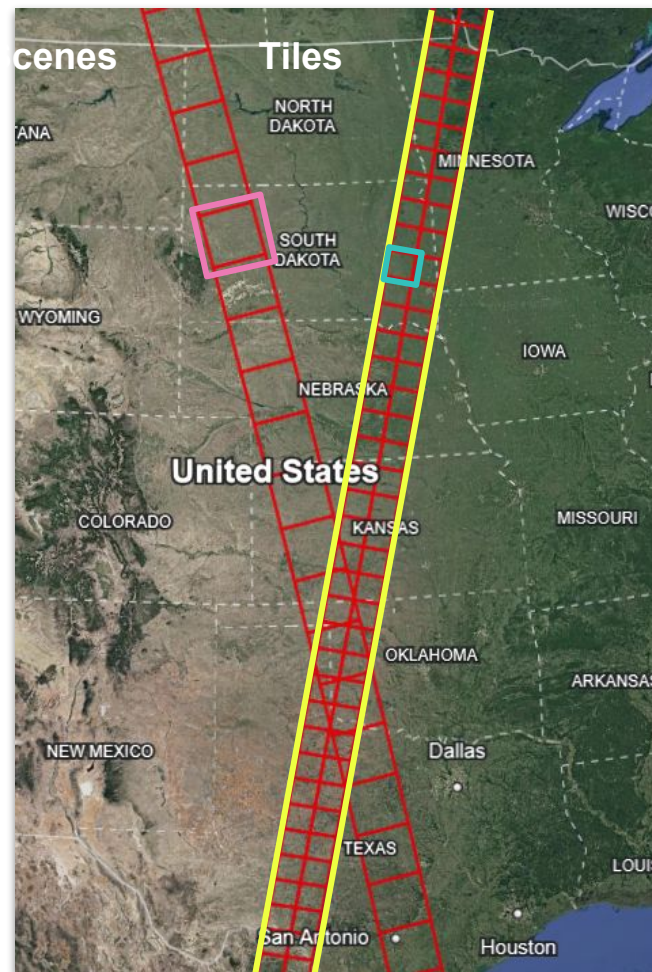 cenes
Tiles
NORTH
DAKOTA
TANA
MINNESOTA
WISCO
SOUTH
DAKOTA
WYOMING
IOWA
NEBRASKA
United States
COLORADO
KANSAS
MISSOURI
OKLAHOMA
ARKANSAS
NEW MEXICO
Dallas
TEXAS
LOUI
San Antonio
Houston